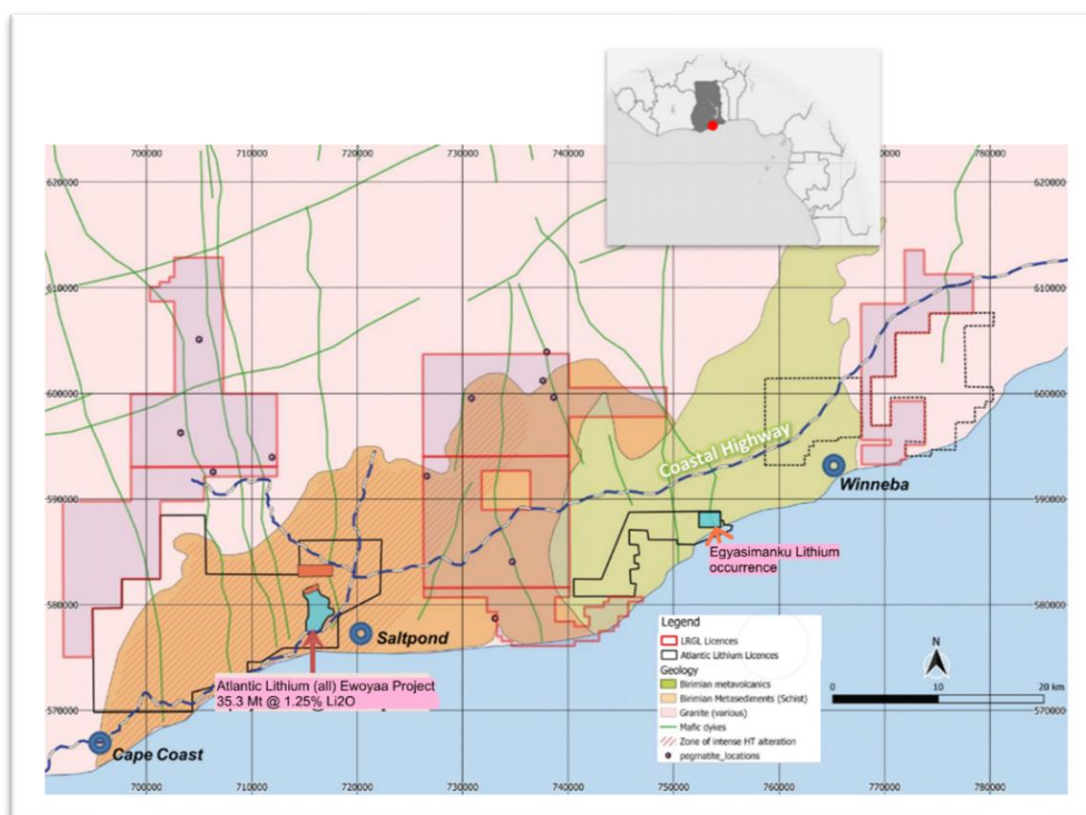 700000 710000 720000 730000 740000 70000 780000
620000 620000
610000 610000
600000 600000
Coastal Highway
Winneba
590000 590000
Egyasimanku Lithium
occurrence
580000 580000
Saltpond
Legend
LRGL Licences
Atlantic Lithium Licences
Geology
Birimian metavolcanics
Birimian Metasediments (Schist)
Granite (various)
Mafic dykes
Zone of intense HT alteration
pegmatite_locations
N
0 10 20 km
Atlantic Lithium (all) Ewoyaa Project
35.3 Mt @ 1.25% Li2O
570000 570000
Cape Coast
700000 710000 720000 730000 740000 750000 760000 770000 780000